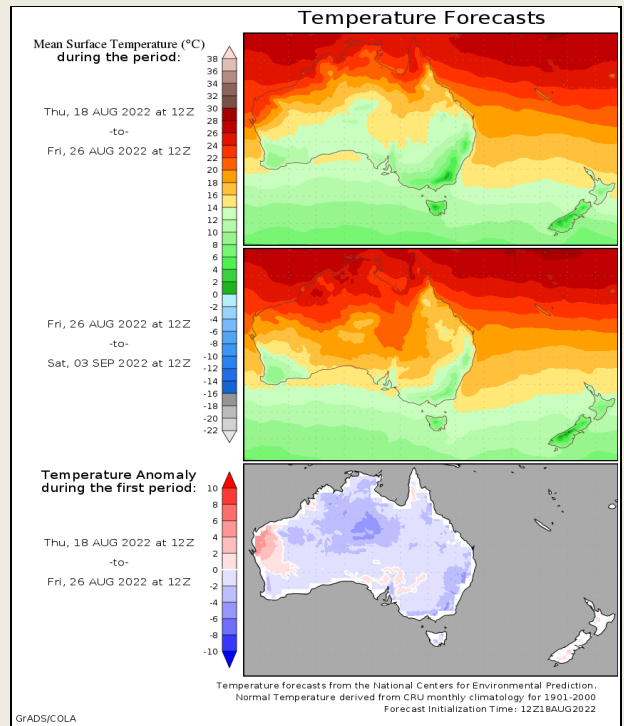 Temperature Forecasts
Mean Surface Temperature (°C)
during the period:
38
36
34
32
30
28
26
24
22
20
18
16
14
12
10
8
6
4
2
0
-2
-4
-6
-8
-10
-12
-14
-16
-18
-20
-22
Thu, 18 AUG 2022 at 12Z
-to-
Fri, 26 AUG 2022 at 12Z
Fri, 26 AUG 2022 at 12Z
-to-
Sat, 03 SEP 2022 at 12Z
Temperature Anomaly
during the first period:
10
8
6
4
2
0
-2
-4
-6
-8
-10
Thu, 18 AUG 2022 at 12Z
-to-
Fri, 26 AUG 2022 at 12Z
Temperature forecasts from the National Centers for Environmental Prediction.
Normal Temperature derived from CRU monthly climatology for 1901-2000
Forecast Initialization Time: 12Z18AUG2022
GrADS/COLA